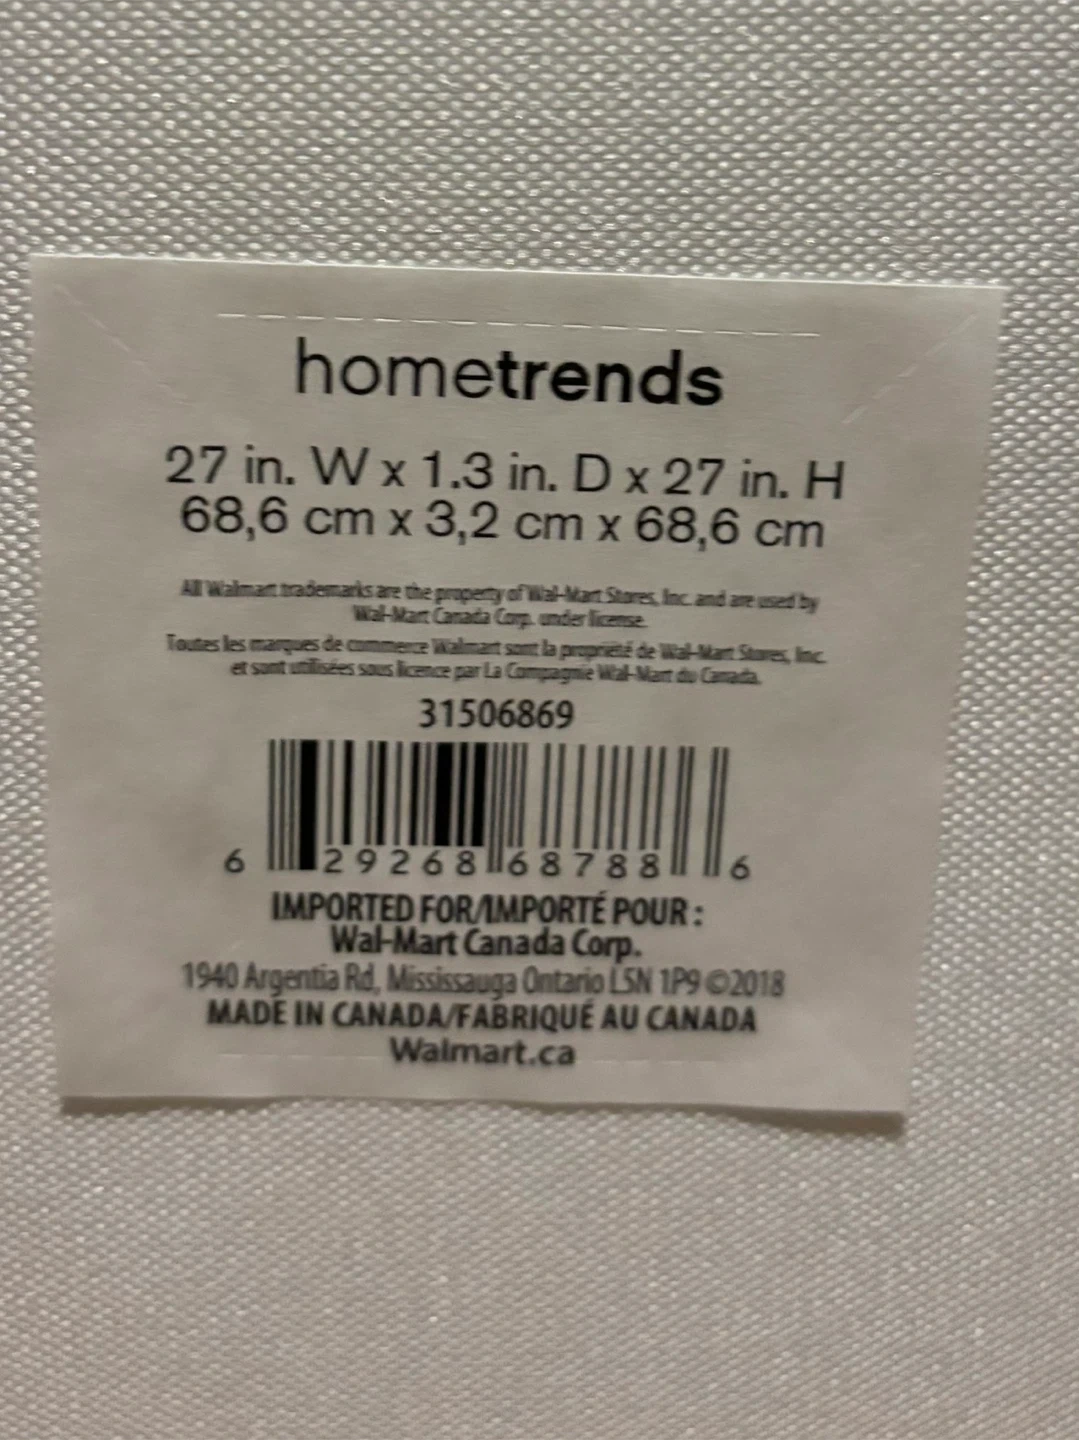 hometrends
27 in. W x 1.3 in. D x 27 in. H
68,6 cm x 3,2 cm x 68,6 cm
All Walmart trademarks are the property of Wal-Mart Stores, Inc. and are used by
Wal-Mart Canada Corp. under license.
Toutes les marques de commerce Walmart sont la propriété de Wal-Mart Stores, Inc.
et sont utilisées sous licence par La Compagnie Wal-Mart du Canada.
31506869
6 29268 68788 6
IMPORTED FOR/IMPORTÉ POUR :
Wal-Mart Canada Corp.
1940 Argentia Rd, Mississauga Ontario L5N 1P9 ©2018
MADE IN CANADA/FABRIQUÉ AU CANADA
Walmart.ca